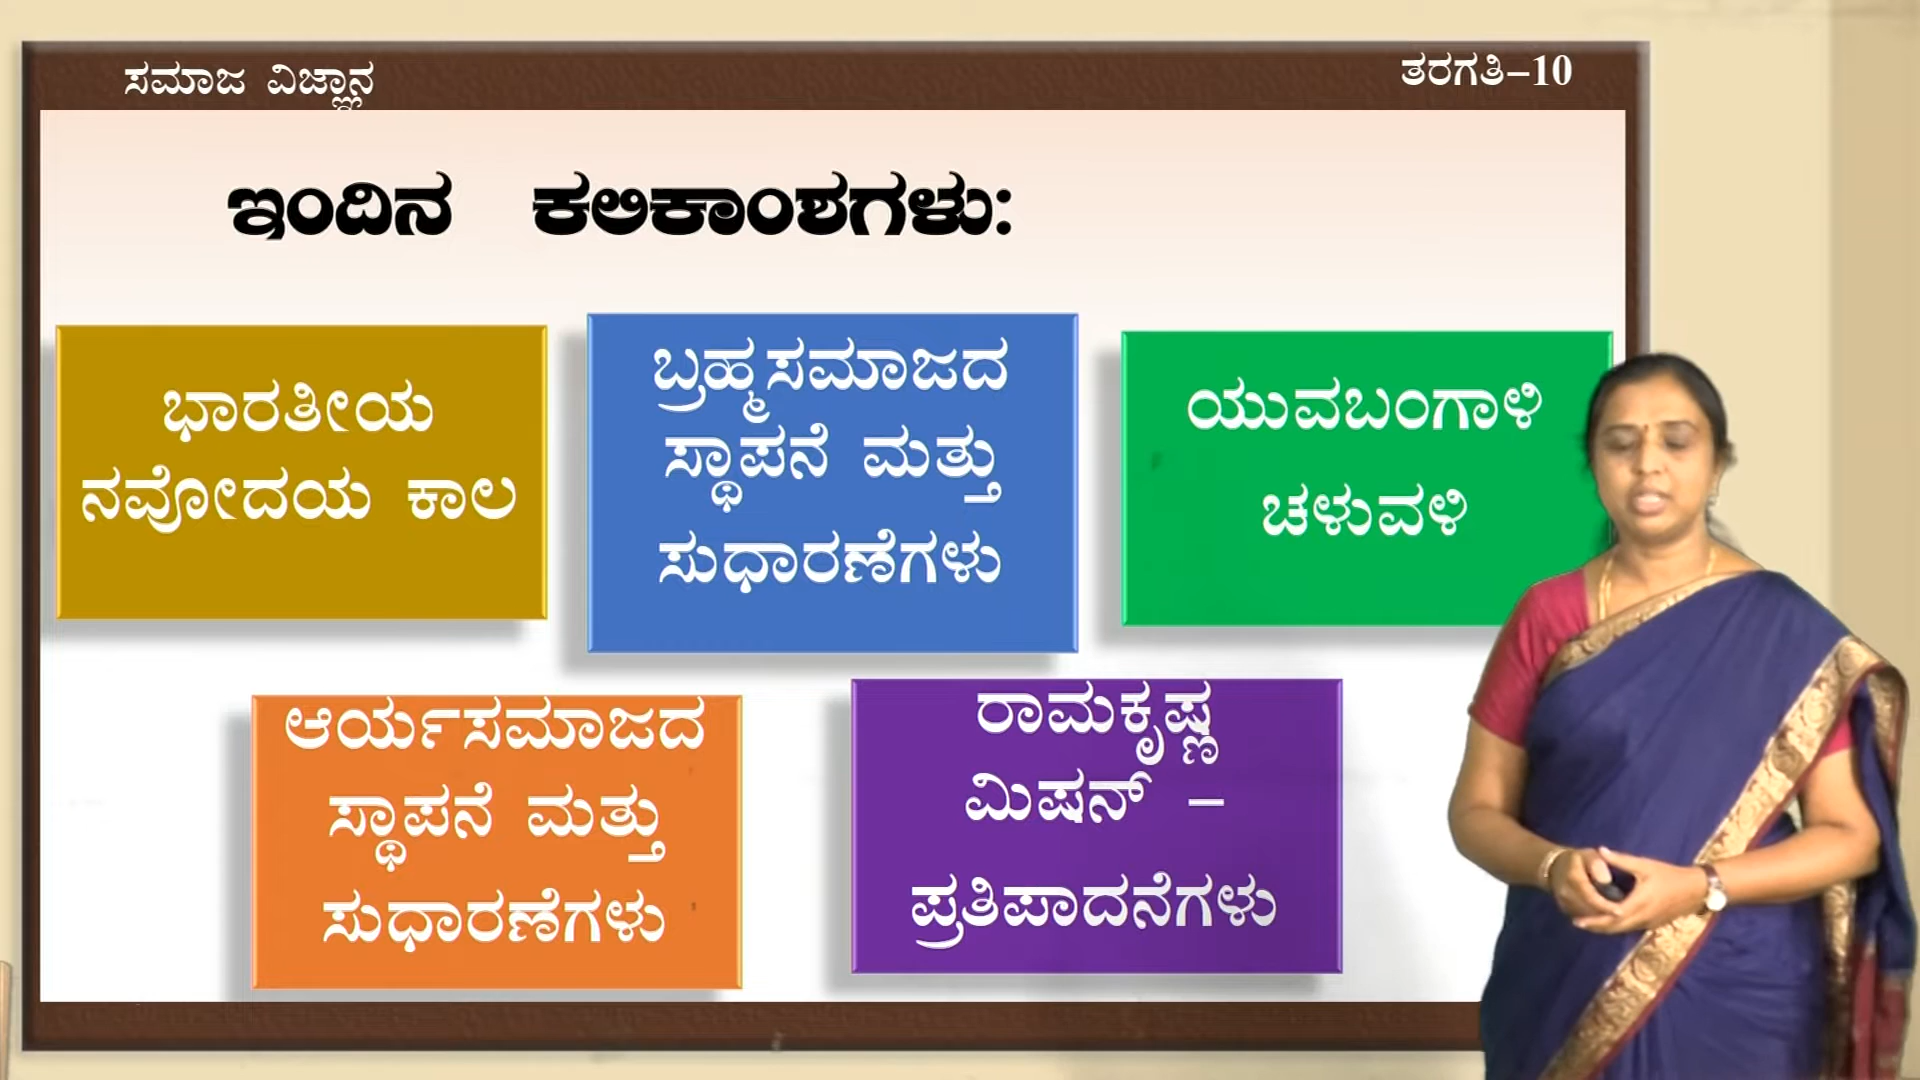 ಸಮಾಜ ವಿಜ್ಞಾನ
ತರಗತಿ–10
ಇಂದಿನ ಕಲಿಕಾಂಶಗಳು:
ಭಾರತೀಯ
ನವೋದಯ ಕಾಲ
ಬ್ರಹ್ಮಸಮಾಜದ
ಸ್ಥಾಪನೆ ಮತ್ತು
ಸುಧಾರಣೆಗಳು
ಯುವಬಂಗಾಳಿ
ಚಳುವಳಿ
ಆರ್ಯಸಮಾಜದ
ಸ್ಥಾಪನೆ ಮತ್ತು
ಸುಧಾರಣೆಗಳು
ರಾಮಕೃಷ್ಣ
ಮಿಷನ್ –
ಪ್ರತಿಪಾದನೆಗಳು